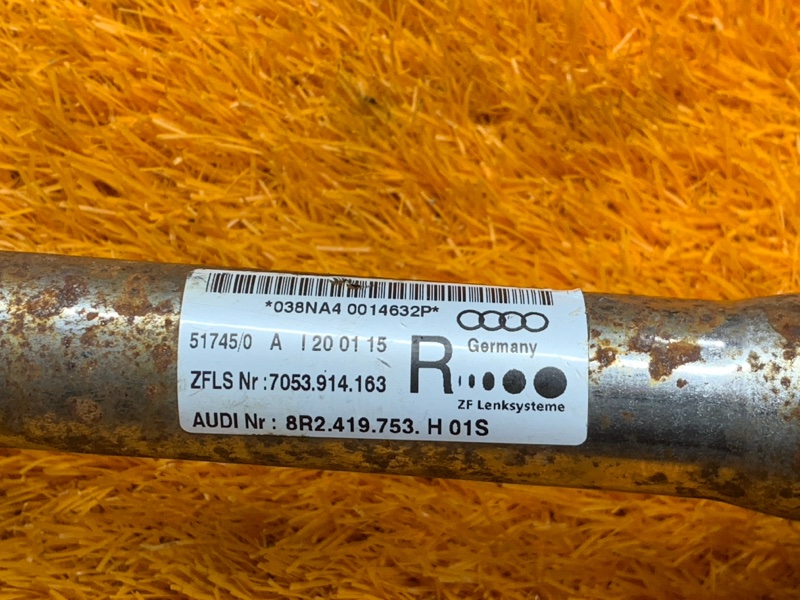 *038NA4 0014632P*
51745/0 A I 20 01 15
R
Germany
ZFLS Nr :7053.914.163
ZF Lenksysteme
AUDI Nr : 8R2.419.753. H 01S